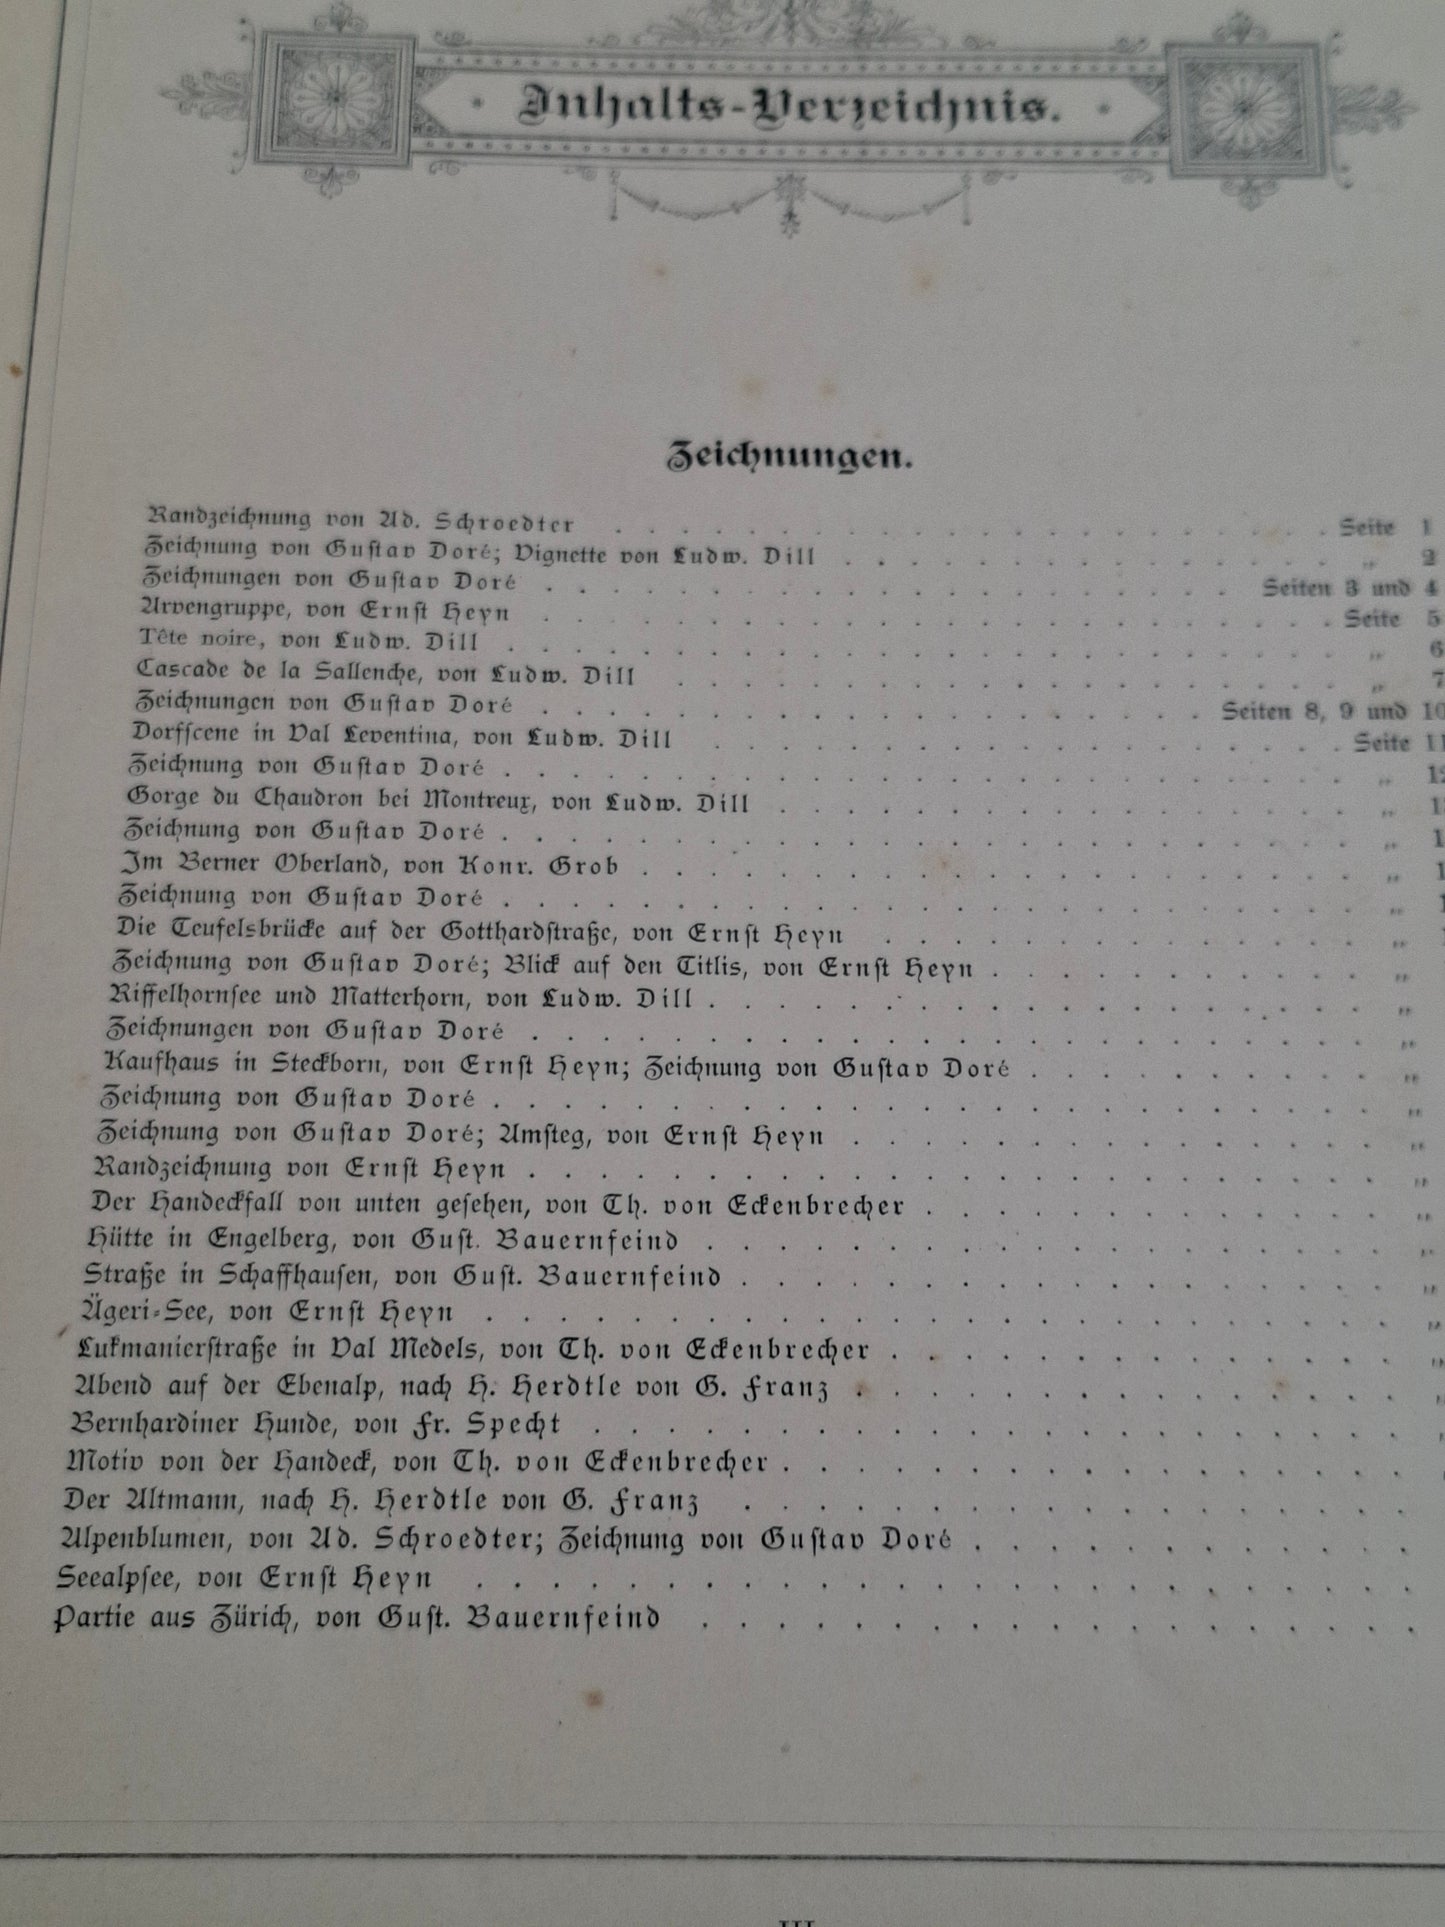 Inhalts-Verzeichnis.
Zeichnungen.
Randzeichnung von Ad. Schroedter . . . . . . . . . . . . . . . . . Seite 1
Zeichnung von Gustav Doré; Vignette von Ludw. Dill . . . . . . . . . . . . „ 2
Zeichnungen von Gustav Doré . . . . . . . . . . . . . . . . Seiten 3 und 4
Arvengruppe, von Ernst Heyn . . . . . . . . . . . . . . . . . . Seite 5
Tête noire, von Ludw. Dill . . . . . . . . . . . . . . . . . . „ 6
Cascade de la Sallenche, von Ludw. Dill . . . . . . . . . . . . . . . „ 7
Zeichnungen von Gustav Doré . . . . . . . . . . . . . . . Seiten 8, 9 und 10
Dorfscene in Val Leventina, von Ludw. Dill . . . . . . . . . . . . . . Seite 11
Zeichnung von Gustav Doré . . . . . . . . . . . . . . . . . . „
Gorge du Chaudron bei Montreux, von Ludw. Dill . . . . . . . . . . . . . „
Zeichnung von Gustav Doré . . . . . . . . . . . . . . . . . . „
Im Berner Oberland, von Konr. Grob . . . . . . . . . . . . . . . . „
Zeichnung von Gustav Doré . . . . . . . . . . . . . . . . . . „
Die Teufelsbrücke auf der Gotthardstraße, von Ernst Heyn . . . . . . . . . . . „
Zeichnung von Gustav Doré; Blick auf den Titlis, von Ernst Heyn . . . . . . . . . „
Riffelhornsee und Matterhorn, von Ludw. Dill . . . . . . . . . . . . . . „
Zeichnungen von Gustav Doré . . . . . . . . . . . . . . . . . . „
Kaufhaus in Steckborn, von Ernst Heyn; Zeichnung von Gustav Doré . . . . . . . . „
Zeichnung von Gustav Doré . . . . . . . . . . . . . . . . . . „
Zeichnung von Gustav Doré; Amsteg, von Ernst Heyn . . . . . . . . . . . . „
Randzeichnung von Ernst Heyn . . . . . . . . . . . . . . . . . . „
Der Handeckfall von unten gesehen, von Th. von Eckenbrecher . . . . . . . . . . „
Hütte in Engelberg, von Gust. Bauernfeind . . . . . . . . . . . . . . . „
Straße in Schaffhausen, von Gust. Bauernfeind . . . . . . . . . . . . . . „
Ägeri-See, von Ernst Heyn . . . . . . . . . . . . . . . . . . „
Lukmanierstraße in Val Medels, von Th. von Eckenbrecher . . . . . . . . . . . „
Abend auf der Ebenalp, nach H. Herdtle von G. Franz . . . . . . . . . . . . „
Bernhardiner Hunde, von Fr. Specht . . . . . . . . . . . . . . . . „
Motiv von der Handeck, von Th. von Eckenbrecher . . . . . . . . . . . . .
Der Altmann, nach H. Herdtle von G. Franz . . . . . . . . . . . . . .
Alpenblumen, von Ad. Schroedter; Zeichnung von Gustav Doré . . . . . . . . .
Seealpsee, von Ernst Heyn . . . . . . . . . . . . . . . . . .
Partie aus Zürich, von Gust. Bauernfeind . . . . . . . . . . . . . . .
III